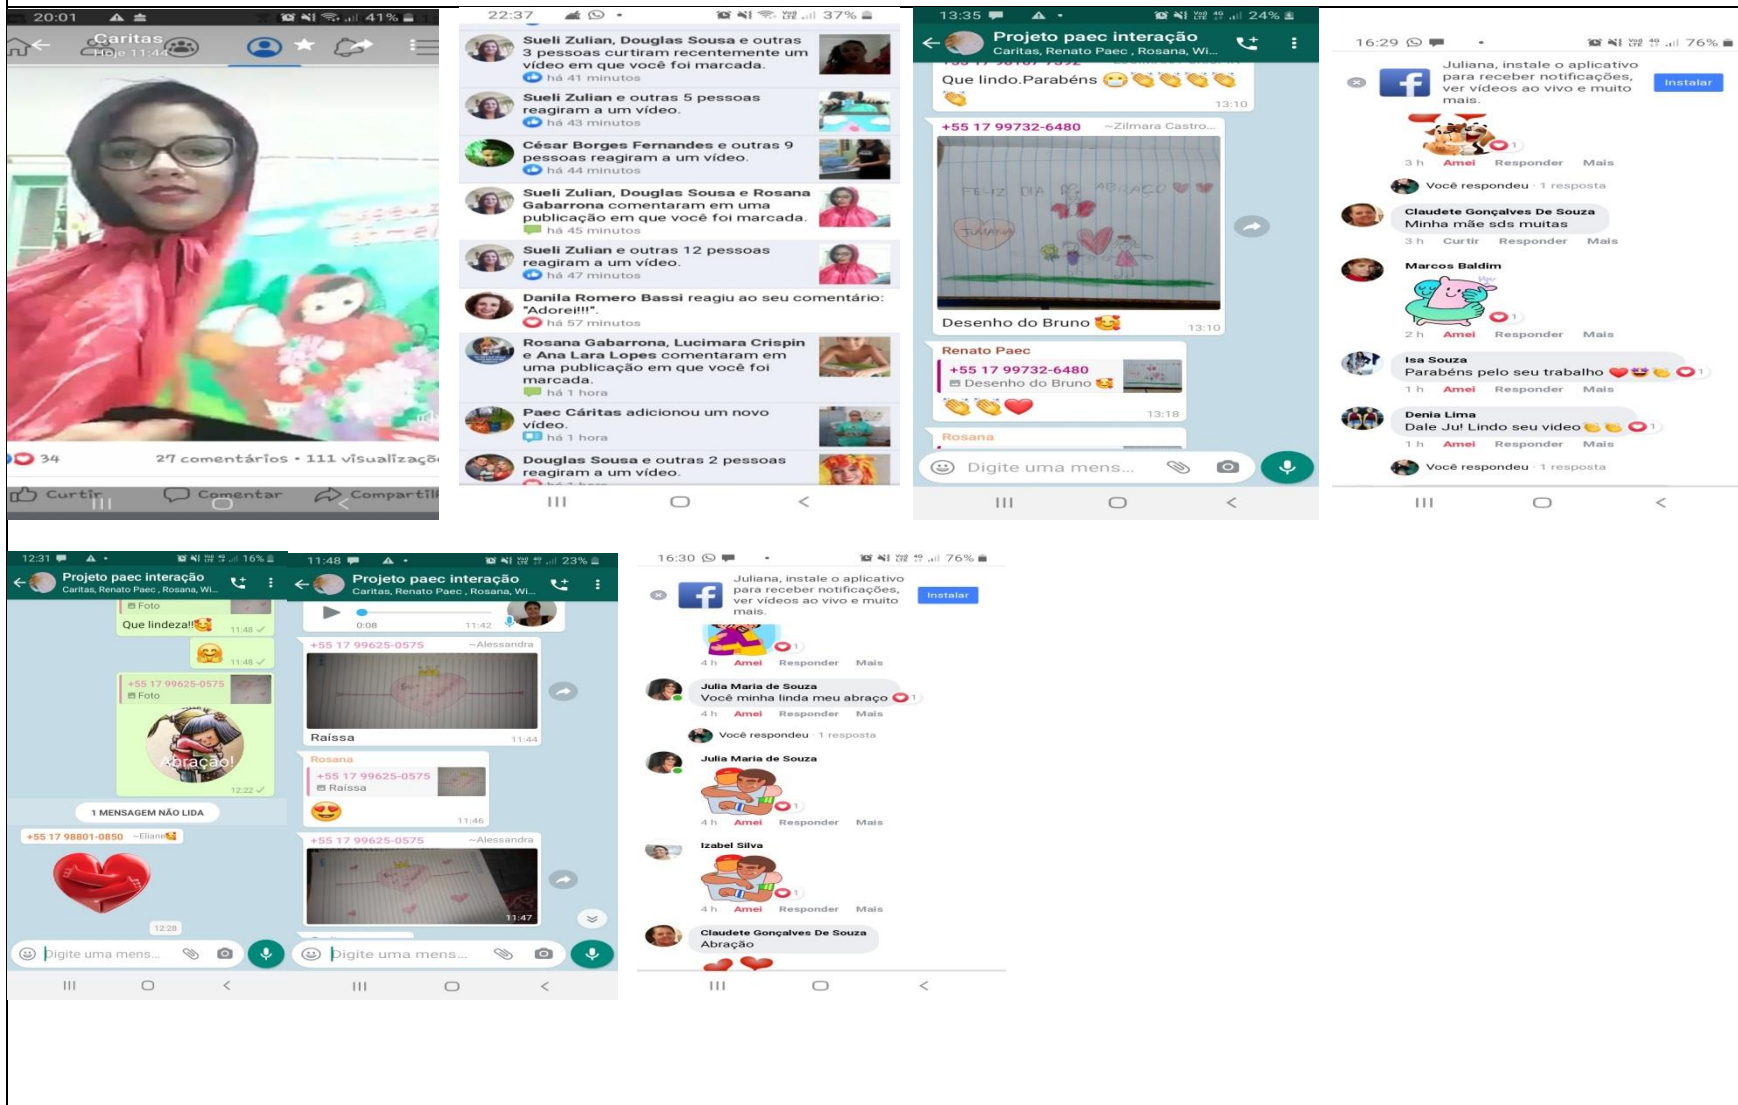 20:01 41%
Caritas
Hoje 11:44
34 27 comentários • 111 visualizaçõ
Curtir Comentar Compartill
22:37 37%
Sueli Zulian, Douglas Sousa e outras
3 pessoas curtiram recentemente um
vídeo em que você foi marcada.
há 41 minutos
Sueli Zulian e outras 5 pessoas
reagiram a um vídeo.
há 43 minutos
César Borges Fernandes e outras 9
pessoas reagiram a um vídeo.
há 44 minutos
Sueli Zulian, Douglas Sousa e Rosana
Gabarrona comentaram em uma
publicação em que você foi marcada.
há 45 minutos
Sueli Zulian e outras 12 pessoas
reagiram a um vídeo.
há 47 minutos
Danila Romero Bassi reagiu ao seu comentário:
"Adorei!!!".
há 57 minutos
Rosana Gabarrona, Lucimara Crispin
e Ana Lara Lopes comentaram em
uma publicação em que você foi
marcada.
há 1 hora
Paec Cáritas adicionou um novo
vídeo.
há 1 hora
Douglas Sousa e outras 2 pessoas
reagiram a um vídeo.
13:35 24%
Projeto paec interação
Caritas, Renato Paec, Rosana, Wi...
Que lindo.Parabéns 😷👏👏👏👏
👏
13:10
+55 17 99732-6480 ~Zilmara Castro...
FELIZ DIA DO ABRAÇO
JULIANA
Desenho do Bruno 🥰
13:10
Renato Paec
+55 17 99732-6480
Desenho do Bruno 🥰
👏👏❤️
13:18
Rosana
Digite uma mens...
16:29 76%
Juliana, instale o aplicativo
para receber notificações,
ver vídeos ao vivo e muito
mais.
Instalar
1
3 h Amei Responder Mais
Você respondeu · 1 resposta
Claudete Gonçalves De Souza
Minha mãe sds muitas
3 h Curtir Responder Mais
Marcos Baldim
1
2 h Amei Responder Mais
Isa Souza
Parabéns pelo seu trabalho ❤️🤩👏 1
1 h Amei Responder Mais
Denia Lima
Dale Ju! Lindo seu video 👏👏 1
1 h Amei Responder Mais
Você respondeu · 1 resposta
12:31 16%
Projeto paec interação
Caritas, Renato Paec , Rosana, Wi...
Foto
Que lindeza!!🥰
11:48
🤗
11:48
+55 17 99625-0575
Foto
Abração!
12:22
1 MENSAGEM NÃO LIDA
+55 17 98801-0850 ~Eliane🥰
12:28
Digite uma mens...
11:48 23%
Projeto paec interação
Caritas, Renato Paec , Rosana, Wi...
0:08 11:42
+55 17 99625-0575 ~Alessandra
Raíssa
11:44
Rosana
+55 17 99625-0575
Raíssa
😍
11:46
+55 17 99625-0575 ~Alessandra
11:47
Digite uma mens...
16:30 76%
Juliana, instale o aplicativo
para receber notificações,
ver vídeos ao vivo e muito
mais.
Instalar
1
4 h Amei Responder Mais
Julia Maria de Souza
Você minha linda meu abraço 1
4 h Amei Responder Mais
Você respondeu · 1 resposta
Julia Maria de Souza
1
4 h Amei Responder Mais
Izabel Silva
1
4 h Amei Responder Mais
Claudete Gonçalves De Souza
Abração